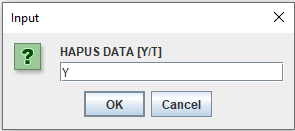 Input
HAPUS DATA [Y/T]
Y
OK Cancel